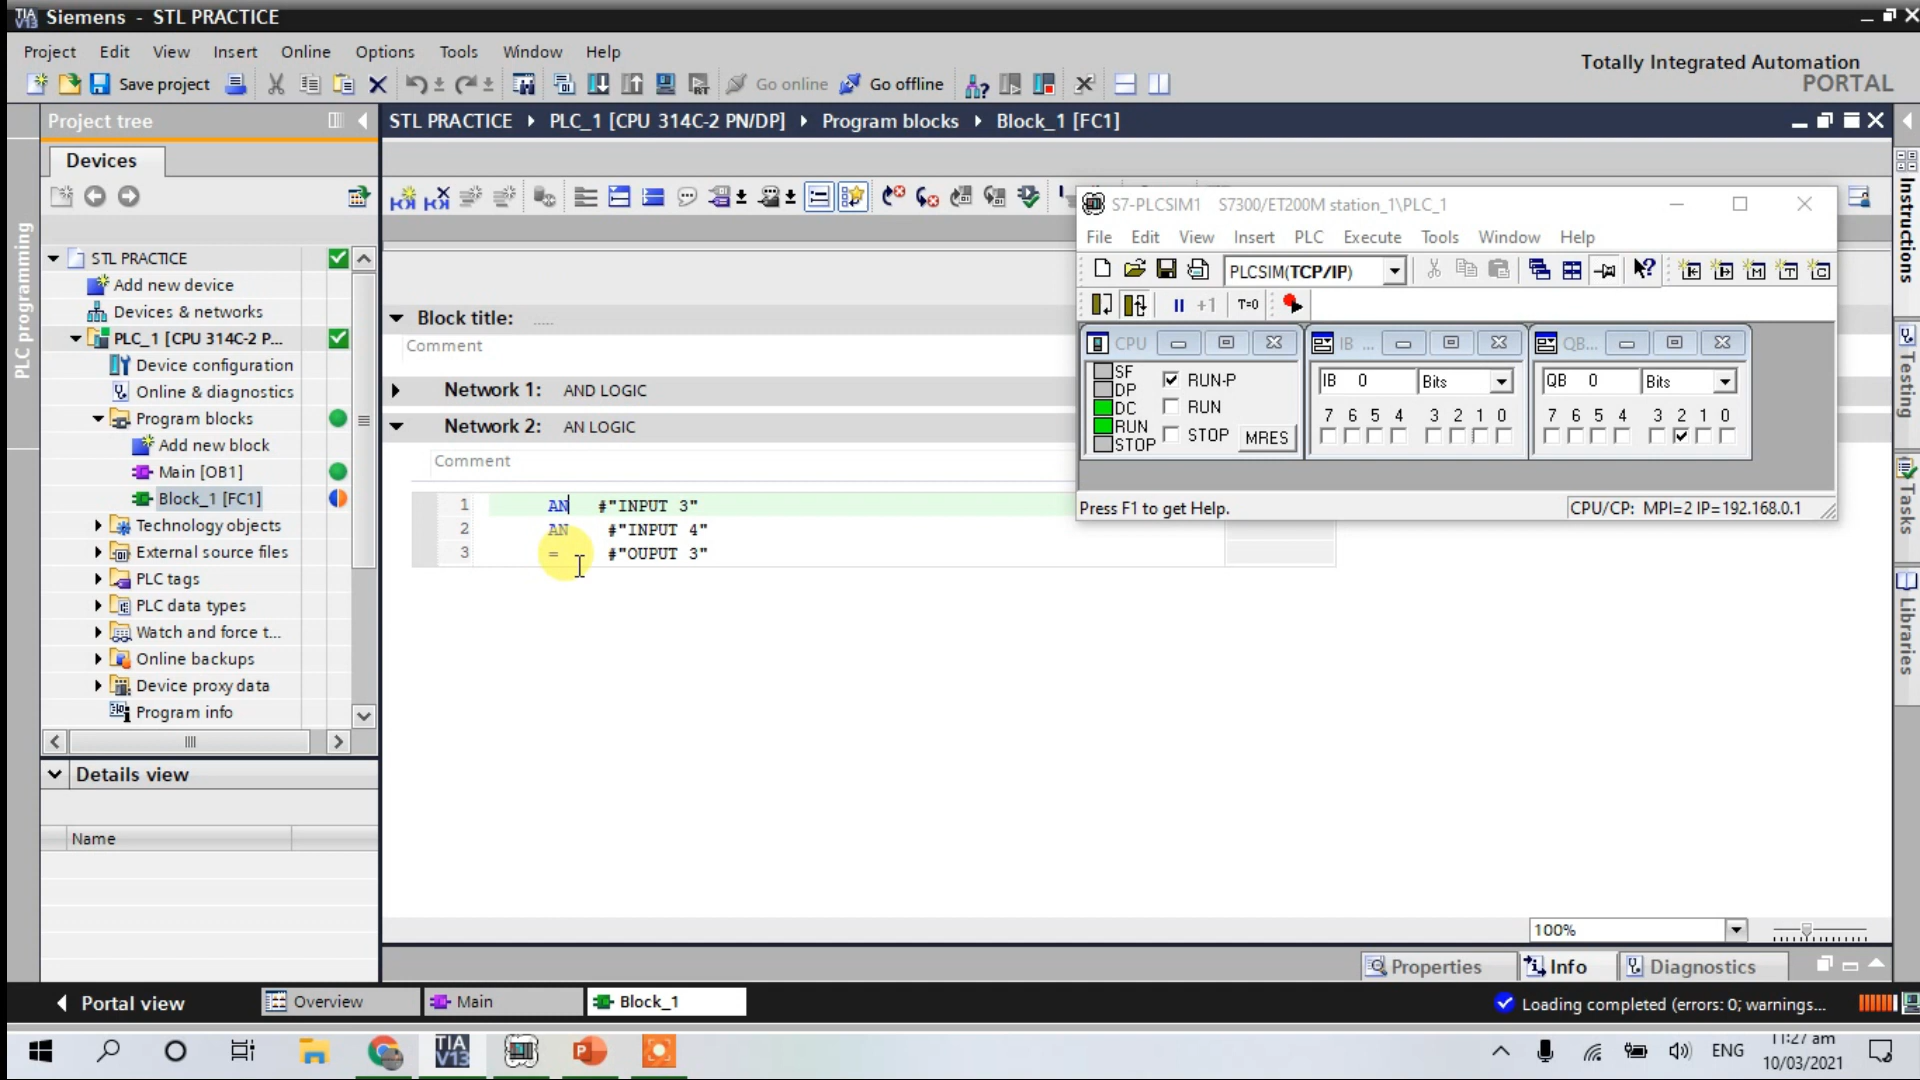 TIA V13 Siemens - STL PRACTICE
Project Edit View Insert Online Options Tools Window Help
Totally Integrated Automation
PORTAL
Save project Go online Go offline
Project tree
STL PRACTICE PLC_1 [CPU 314C-2 PN/DP] Program blocks Block_1 [FC1]
Devices
PLC programming
STL PRACTICE
Add new device
Devices & networks
PLC_1 [CPU 314C-2 P...
Device configuration
Online & diagnostics
Program blocks
Add new block
Main [OB1]
Block_1 [FC1]
Technology objects
External source files
PLC tags
PLC data types
Watch and force t...
Online backups
Device proxy data
Program info
Details view
Name
Block title: .....
Comment
Network 1: AND LOGIC
Network 2: AN LOGIC
Comment
1 AN #"INPUT 3"
2 AN #"INPUT 4"
3 = #"OUPUT 3"
S7-PLCSIM1 S7300/ET200M station_1\PLC_1
File Edit View Insert PLC Execute Tools Window Help
PLCSIM(TCP/IP)
+1 T=0
CPU
SF
DP
DC
RUN
STOP
RUN-P
RUN
STOP MRES
IB ...
IB 0 Bits
7 6 5 4 3 2 1 0
QB...
QB 0 Bits
7 6 5 4 3 2 1 0
Press F1 to get Help.
CPU/CP: MPI=2 IP=192.168.0.1
Instructions
Testing
Tasks
Libraries
100%
Properties Info Diagnostics
Portal view Overview Main Block_1
Loading completed (errors: 0; warnings...
TIA V13
ENG
11:27 am
10/03/2021